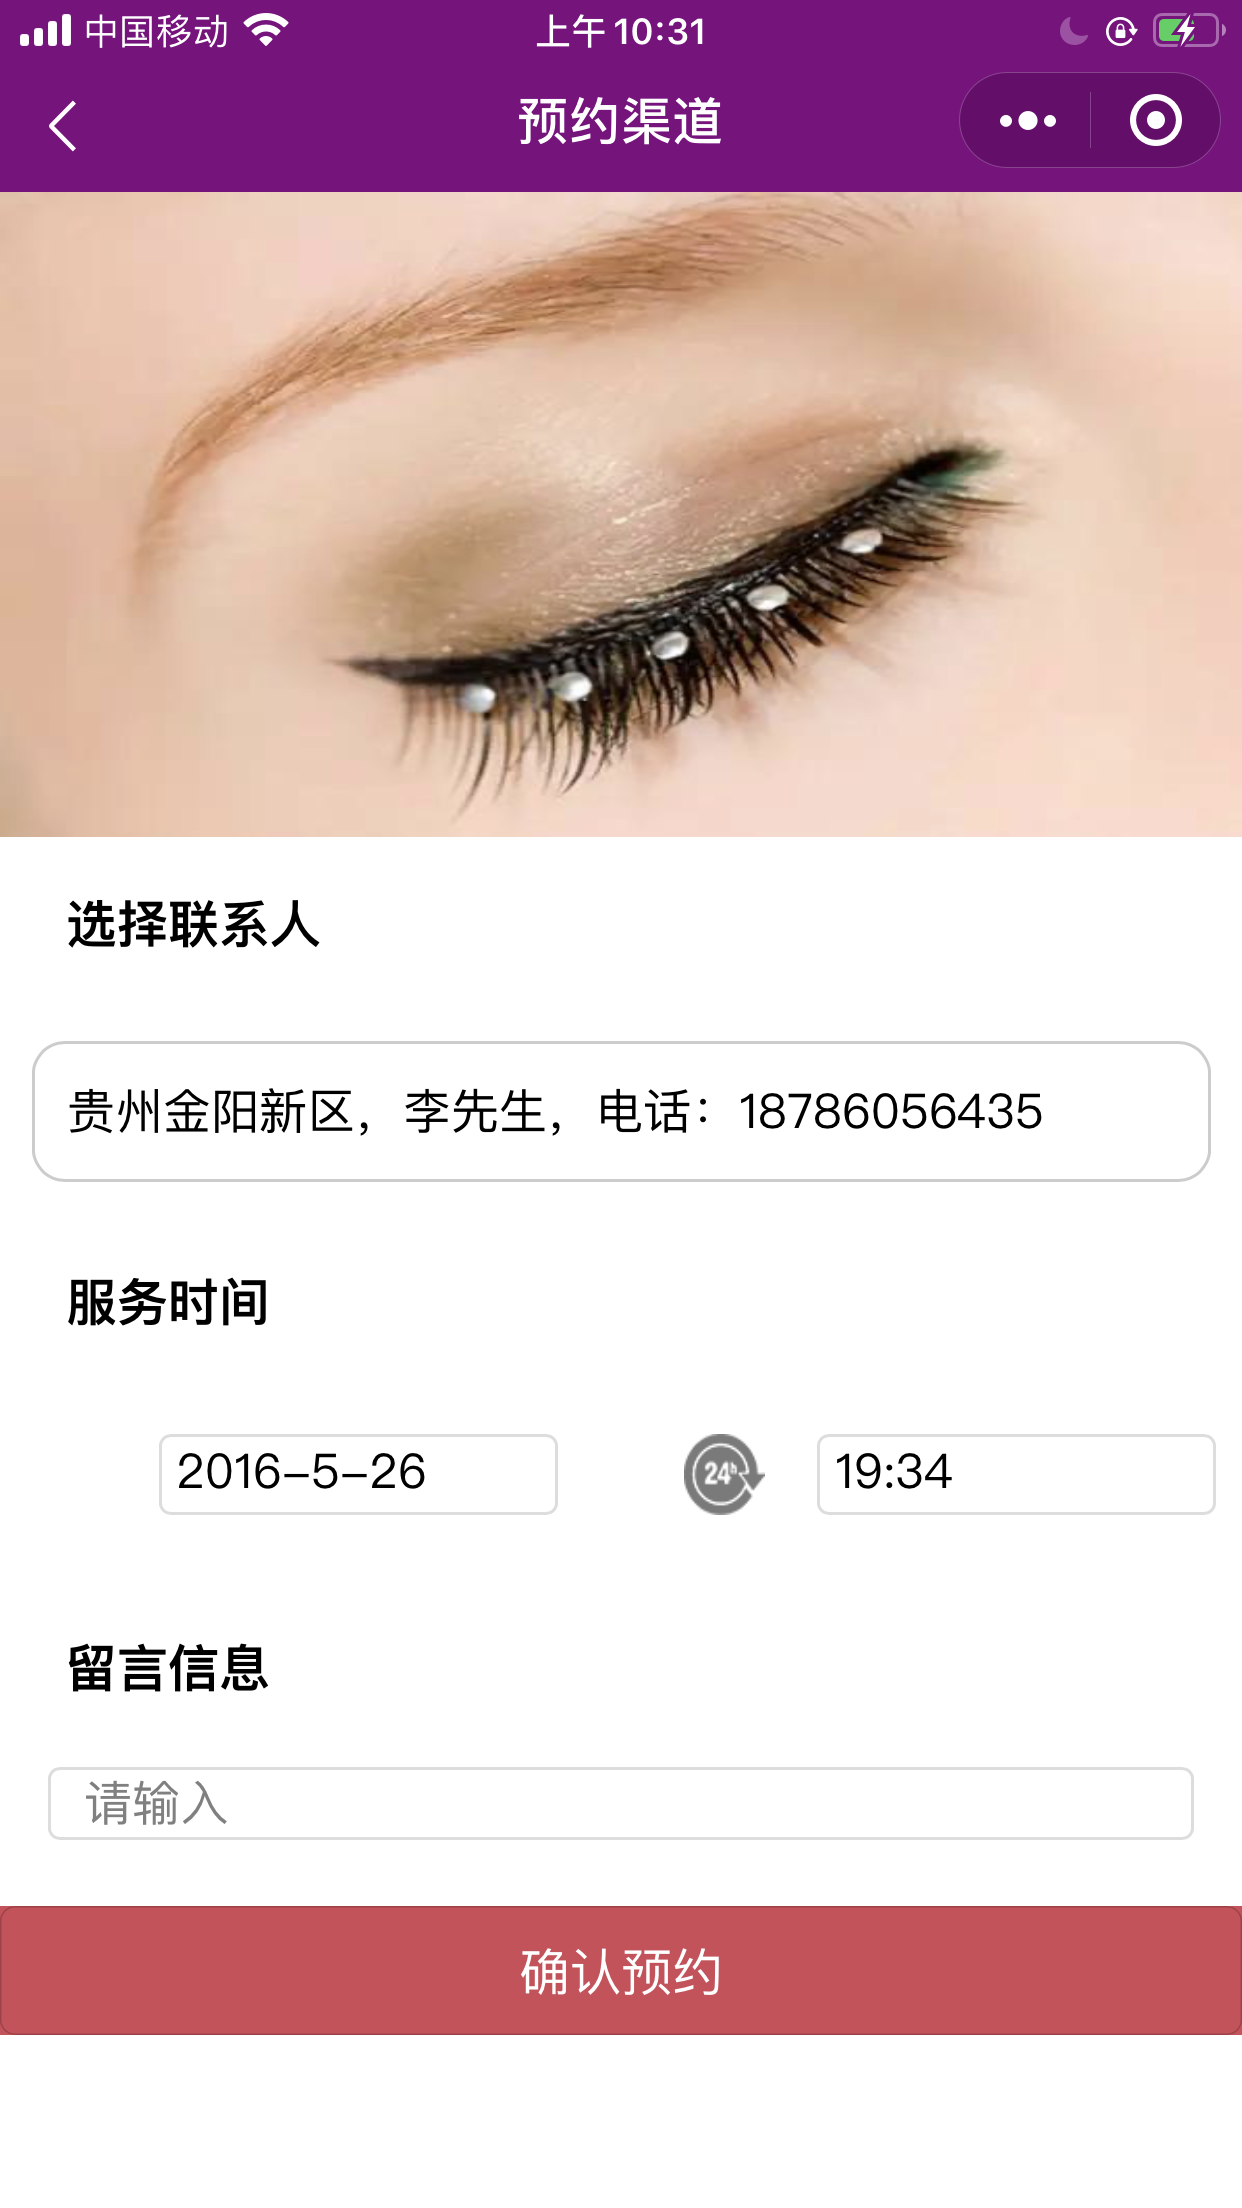 中国移动
上午10:31
预约渠道
选择联系人
贵州金阳新区，李先生，电话：18786056435
服务时间
2016-5-26
24h
19:34
留言信息
请输入
确认预约